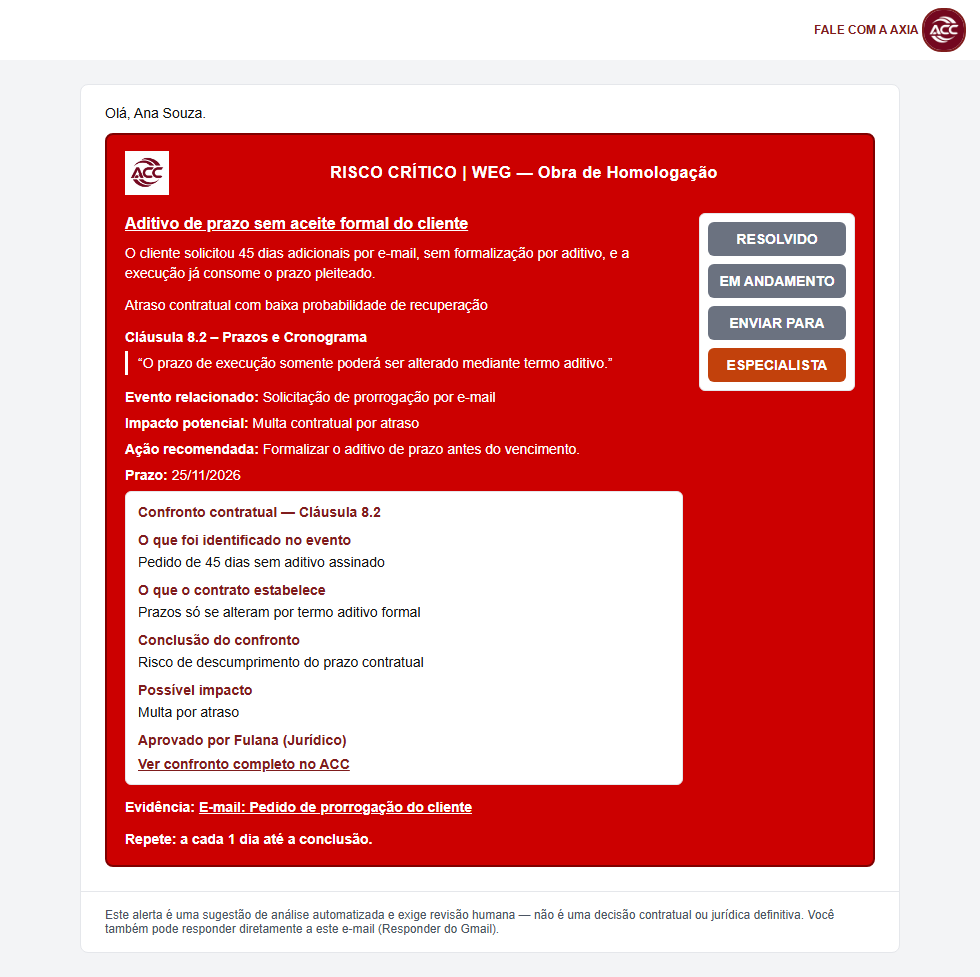 FALE COM A AXIA
ACC
Olá, Ana Souza.
ACC
RISCO CRÍTICO | WEG — Obra de Homologação
Aditivo de prazo sem aceite formal do cliente
O cliente solicitou 45 dias adicionais por e-mail, sem formalização por aditivo, e a
execução já consome o prazo pleiteado.
Atraso contratual com baixa probabilidade de recuperação
Cláusula 8.2 – Prazos e Cronograma
“O prazo de execução somente poderá ser alterado mediante termo aditivo.”
Evento relacionado: Solicitação de prorrogação por e-mail
Impacto potencial: Multa contratual por atraso
Ação recomendada: Formalizar o aditivo de prazo antes do vencimento.
Prazo: 25/11/2026
RESOLVIDO
EM ANDAMENTO
ENVIAR PARA
ESPECIALISTA
Confronto contratual — Cláusula 8.2
O que foi identificado no evento
Pedido de 45 dias sem aditivo assinado
O que o contrato estabelece
Prazos só se alteram por termo aditivo formal
Conclusão do confronto
Risco de descumprimento do prazo contratual
Possível impacto
Multa por atraso
Aprovado por Fulana (Jurídico)
Ver confronto completo no ACC
Evidência: E-mail: Pedido de prorrogação do cliente
Repete: a cada 1 dia até a conclusão.
Este alerta é uma sugestão de análise automatizada e exige revisão humana — não é uma decisão contratual ou jurídica definitiva. Você
também pode responder diretamente a este e-mail (Responder do Gmail).